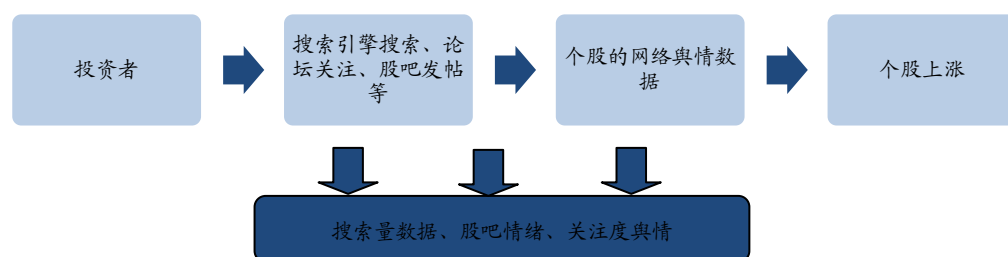 投资者
搜索引擎搜索、论
坛关注、股吧发帖
等
个股的网络舆情数
据
个股上涨
搜索量数据、股吧情绪、关注度舆情